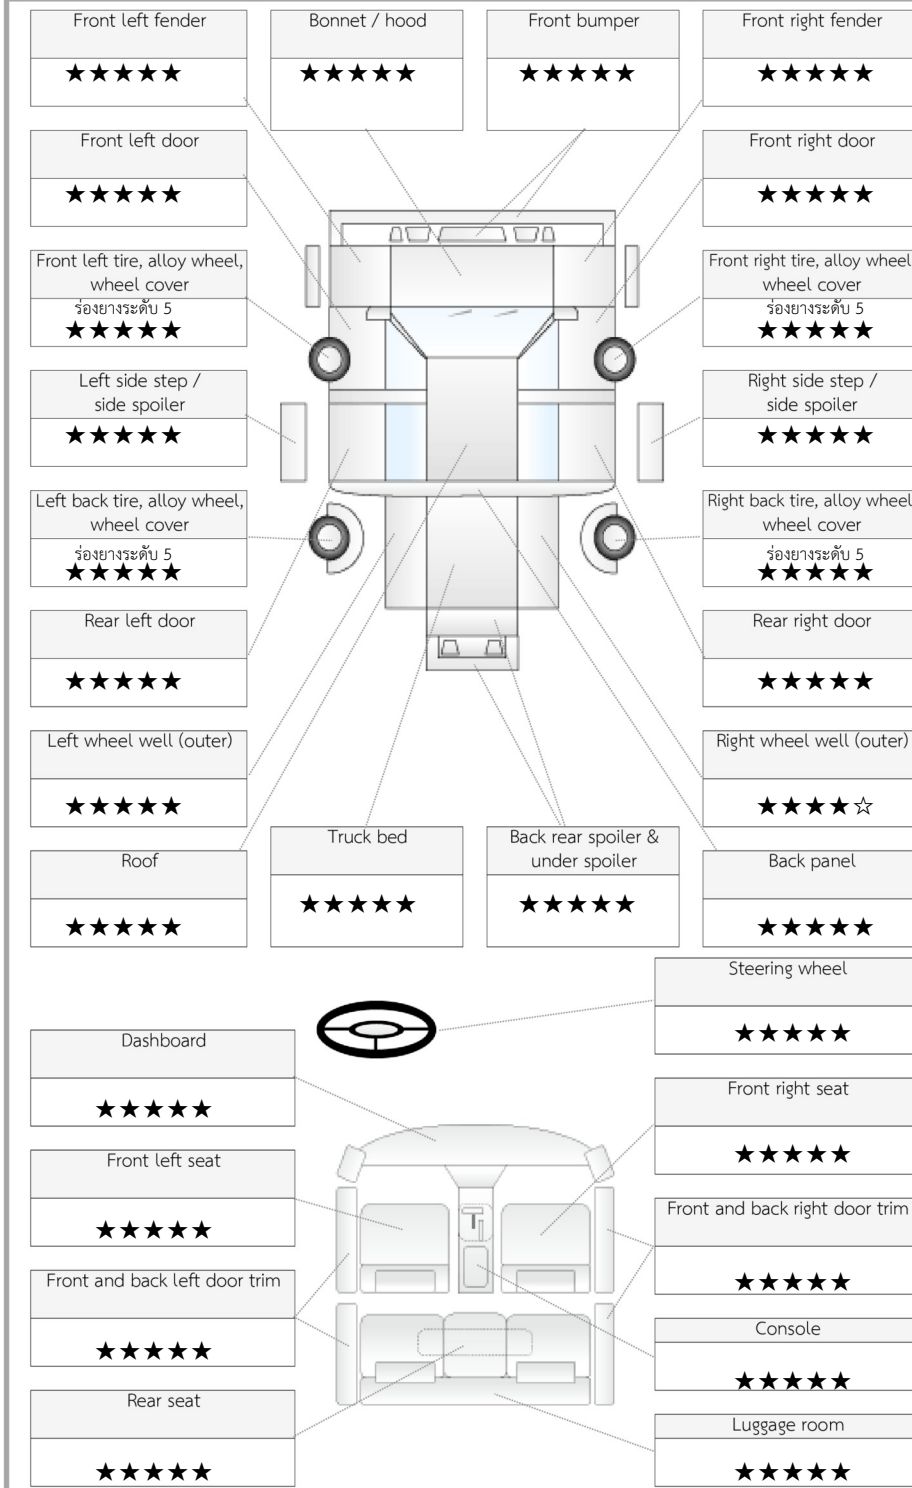 Front left fender
★★★★★
Bonnet / hood
★★★★★
Front bumper
★★★★★
Front right fender
★★★★★
Front left door
★★★★★
Front right door
★★★★★
Front left tire, alloy wheel,
wheel cover
ร่องยางระดับ 5
★★★★★
Front right tire, alloy wheel
wheel cover
ร่องยางระดับ 5
★★★★★
Left side step /
side spoiler
★★★★★
Right side step /
side spoiler
★★★★★
Left back tire, alloy wheel,
wheel cover
ร่องยางระดับ 5
★★★★★
Right back tire, alloy wheel
wheel cover
ร่องยางระดับ 5
★★★★★
Rear left door
★★★★★
Rear right door
★★★★★
Left wheel well (outer)
★★★★★
Right wheel well (outer)
★★★★☆
Roof
★★★★★
Truck bed
★★★★★
Back rear spoiler &
under spoiler
★★★★★
Back panel
★★★★★
Steering wheel
★★★★★
Dashboard
★★★★★
Front right seat
★★★★★
Front left seat
★★★★★
Front and back right door trim
★★★★★
Front and back left door trim
★★★★★
Console
★★★★★
Rear seat
★★★★★
Luggage room
★★★★★